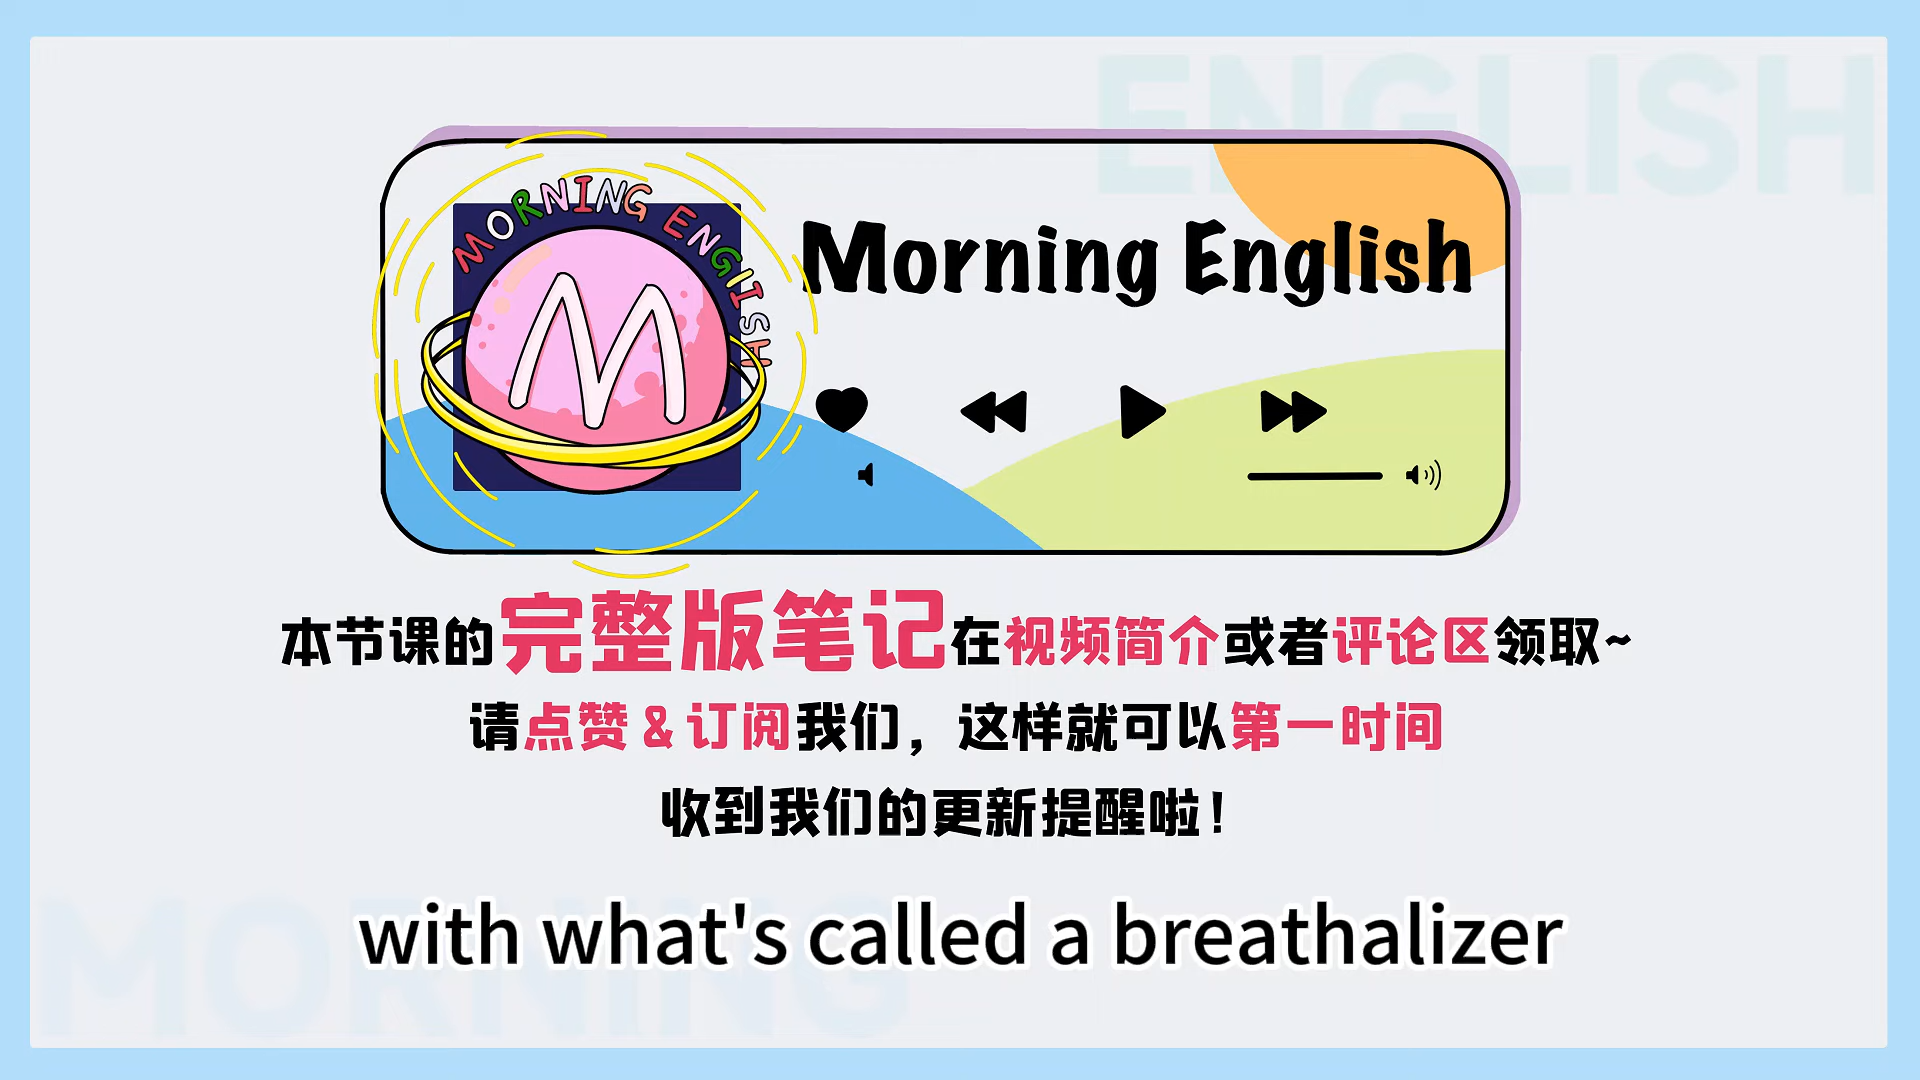 ENGLISH
MORNING ENGLISH
M
Morning English
本节课的完整版笔记在视频简介或者评论区领取~
请点赞&订阅我们，这样就可以第一时间
收到我们的更新提醒啦！
MORNING
with what's called a breathalizer